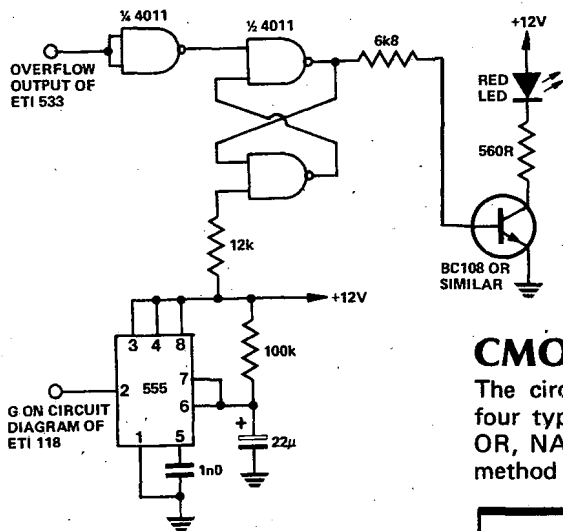 ¼ 4011
½ 4011
6k8
+12V
OVERFLOW
OUTPUT OF
ETI 533
RED
LED
560R
12k
BC108 OR
SIMILAR
+12V
3 4 8
100k
7
2 555
6
G ON CIRCUIT
DIAGRAM OF
ETI 118
1 5
+
22μ
1n0
CMO
The circ
four typ
OR, NA
method